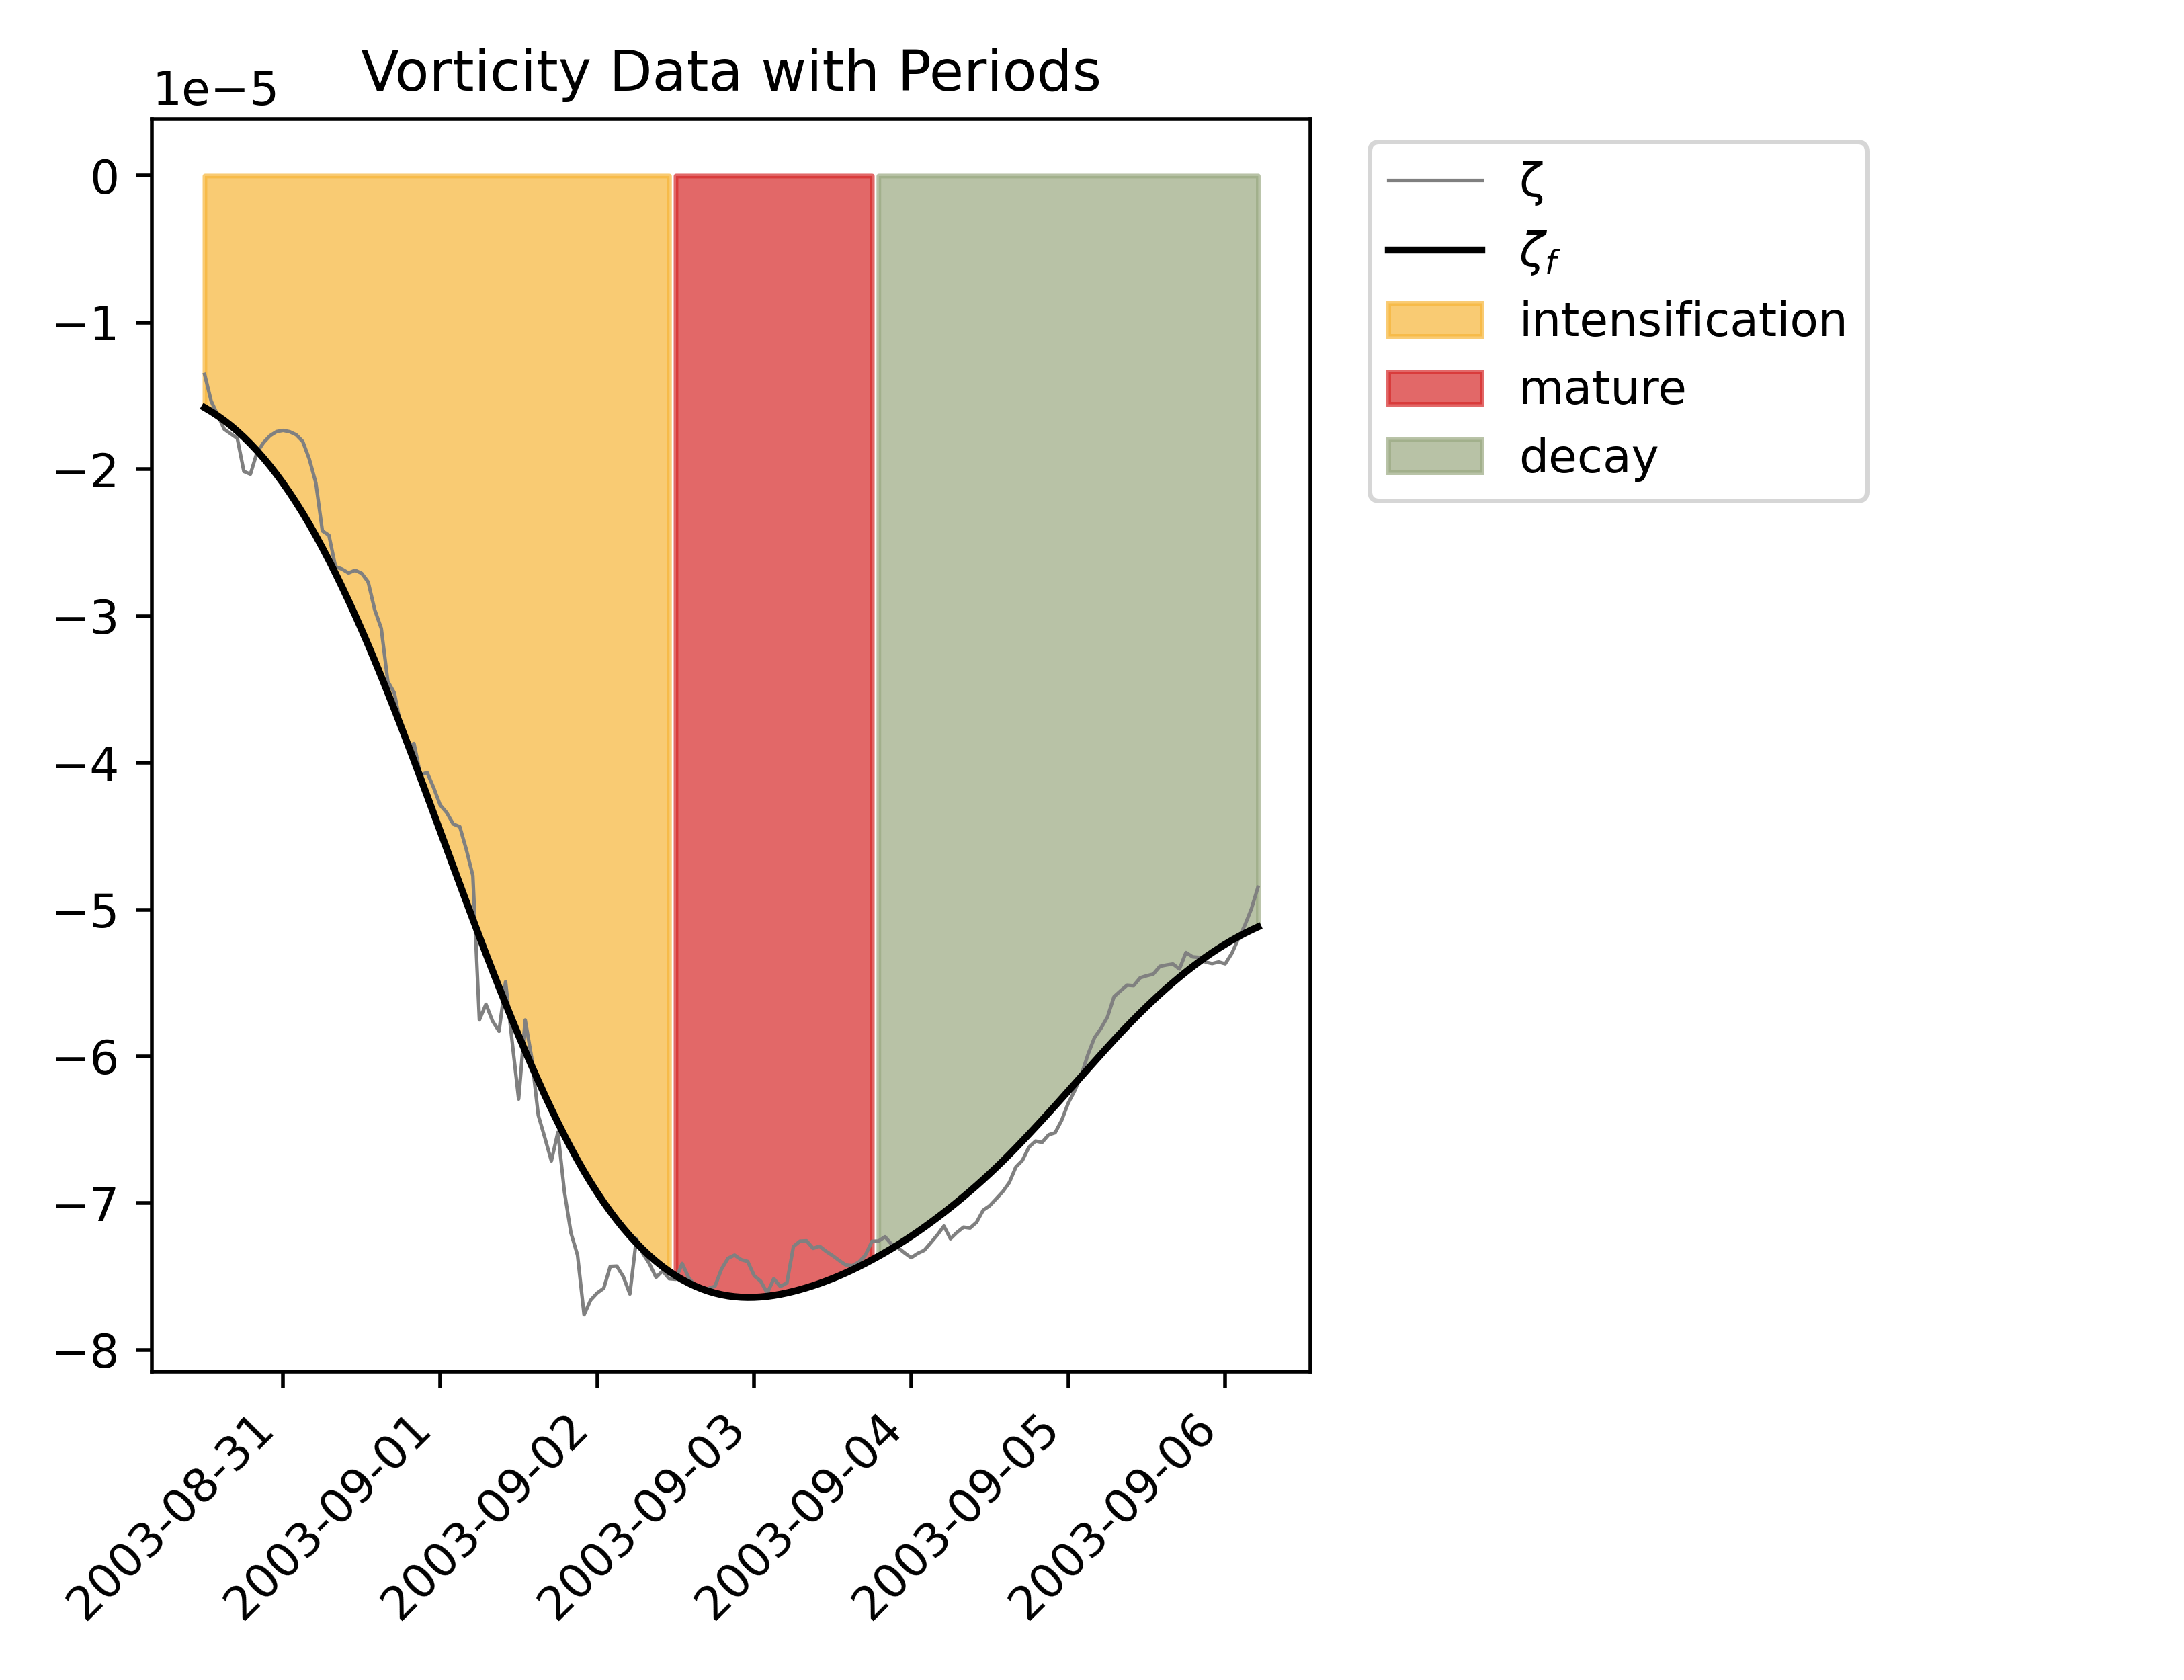 Vorticity Data with Periods
1e−5
0
−1
−2
−3
−4
−5
−6
−7
−8
2003-08-31
2003-09-01
2003-09-02
2003-09-03
2003-09-04
2003-09-05
2003-09-06
ζ
ζf
intensification
mature
decay